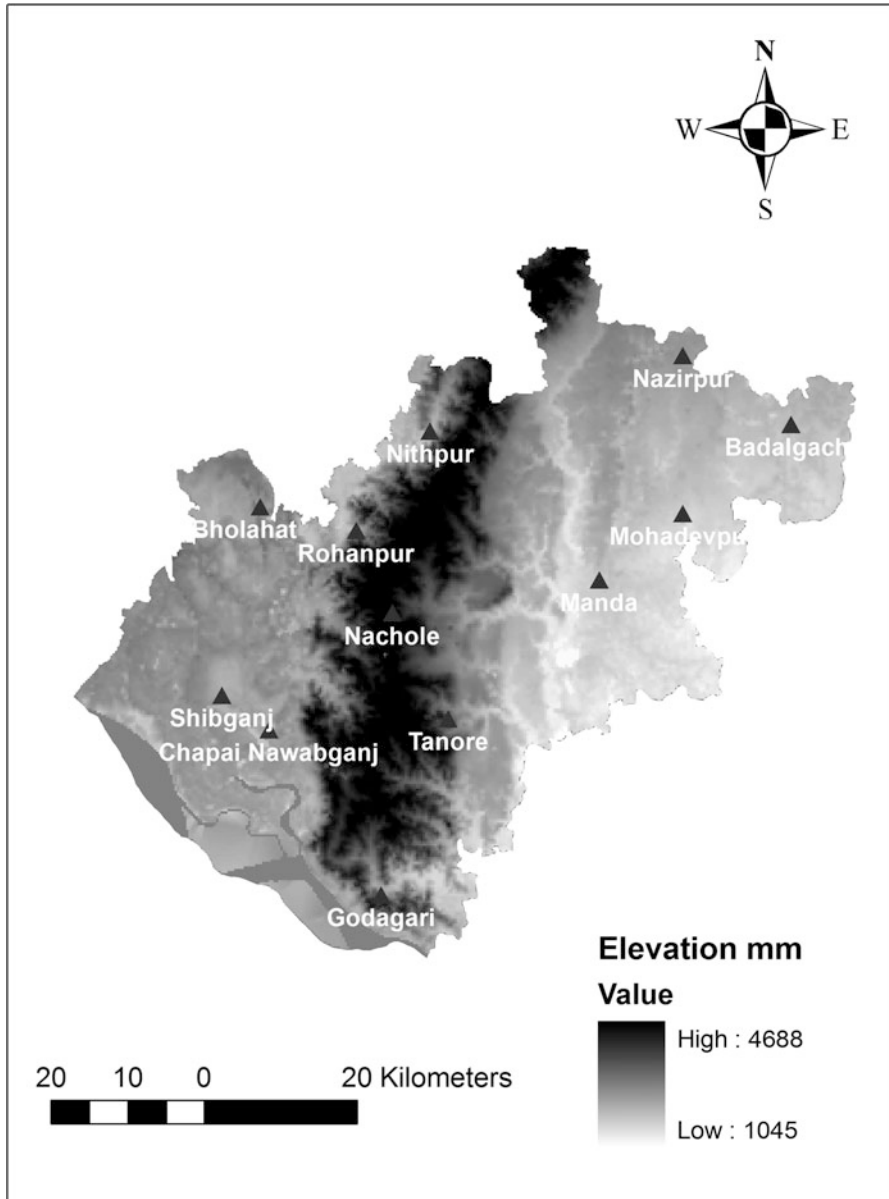 N
W E
S
Nazirpur
Badalgach
Nithpur
Bholahat
Mohadevpu
Rohanpur
Manda
Nachole
Shibganj
Tanore
Chapai Nawabganj
Godagari
Elevation mm
Value
High : 4688
Low : 1045
20 10 0 20 Kilometers